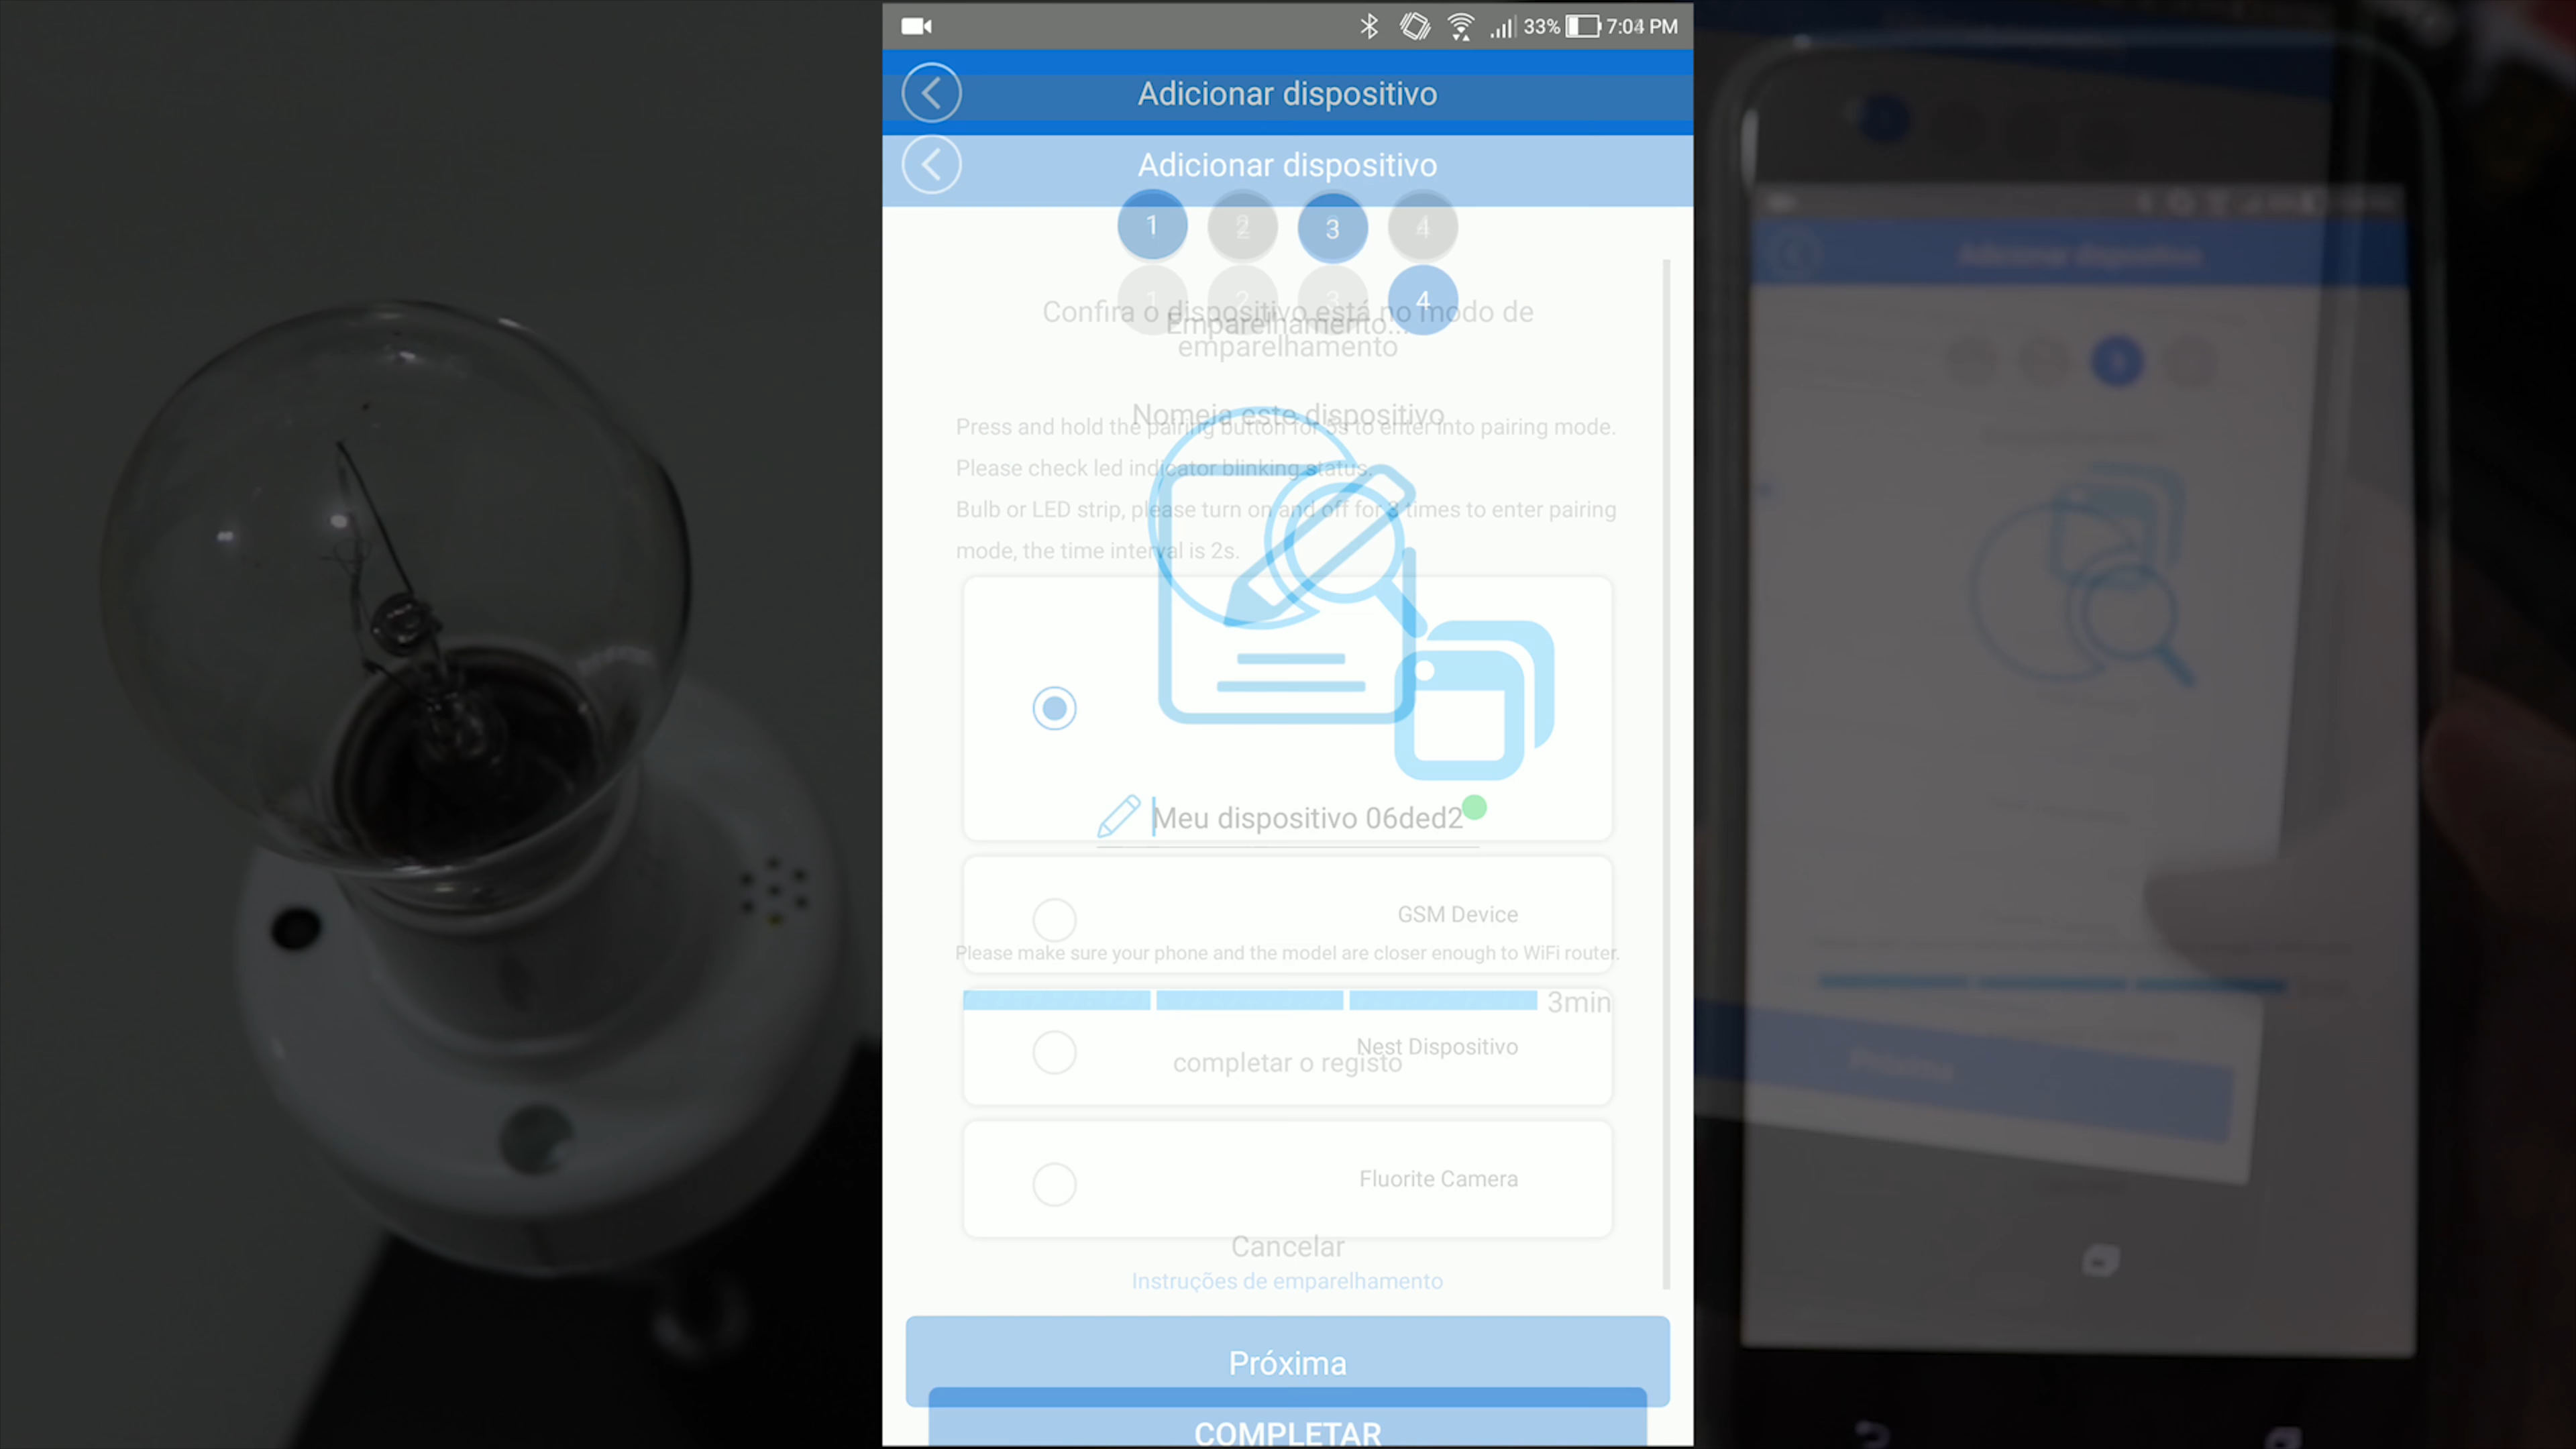 33% 7:04 PM
Adicionar dispositivo
Adicionar dispositivo
1 2 3 4
1 2 3 4
Confira o dispositivo está no modo de
Emparelhamento...
emparelhamento
Nomeia este dispositivo
Press and hold the pairing button for 5s to enter into pairing mode.
Please check led indicator blinking status.
Bulb or LED strip, please turn on and off for 3 times to enter pairing
mode, the time interval is 2s.
Meu dispositivo 06ded2
GSM Device
Please make sure your phone and the model are closer enough to WiFi router.
3min
Nest Dispositivo
completar o registo
Fluorite Camera
Cancelar
Instruções de emparelhamento
Próxima
COMPLETAR
Adicionar dispositivo
Próxima